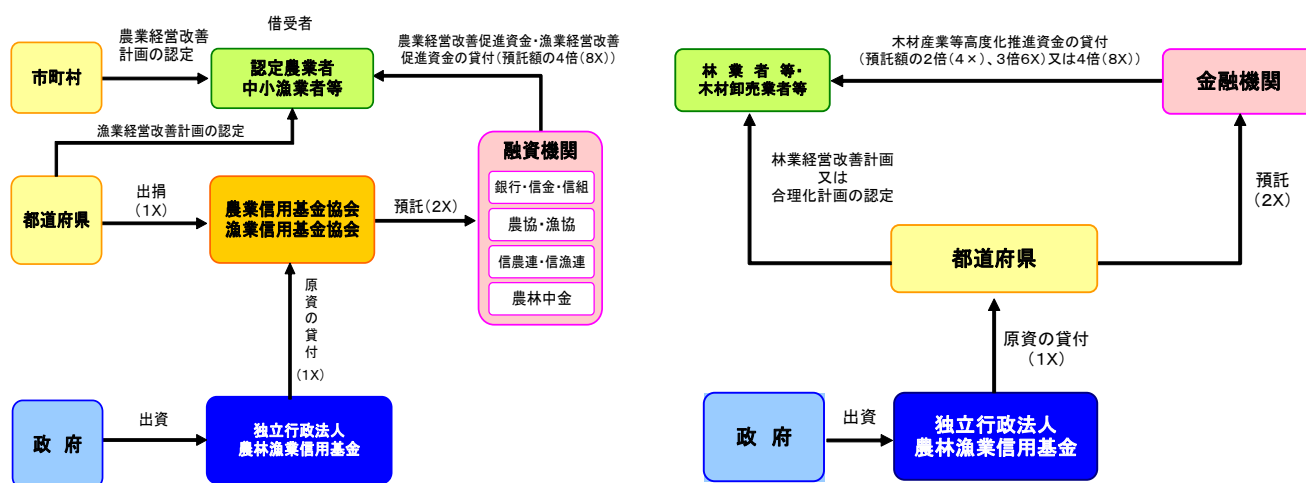 借受者
農業経営改善
計画の認定
市町村
認定農業者
中小漁業者等
農業経営改善促進資金・漁業経営改善
促進資金の貸付(預託額の4倍(8X))
漁業経営改善計画の認定
都道府県
出捐
(1X)
農業信用基金協会
漁業信用基金協会
預託(2X)
融資機関
銀行・信金・信組
農協・漁協
信農連・信漁連
農林中金
原資の貸付
(1X)
政 府
出資
独立行政法人
農林漁業信用基金
木材産業等高度化推進資金の貸付
(預託額の2倍(4×)、3倍6X)又は4倍(8X))
林 業 者 等・
木材卸売業者等
金融機関
林業経営改善計画
又は
合理化計画の認定
預託
(2X)
都道府県
原資の貸付
(1X)
政 府
出資
独立行政法人
農林漁業信用基金